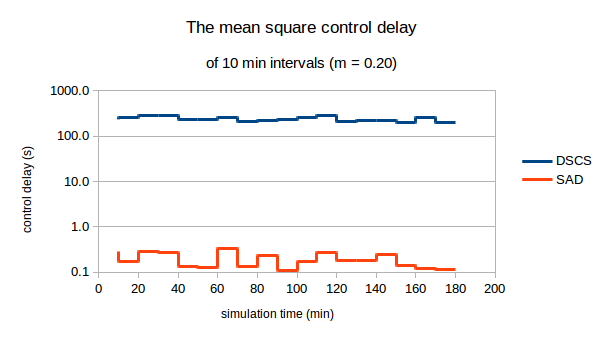 The mean square control delay
of 10 min intervals (m = 0.20)
1000.0
100.0
10.0
1.0
0.1
control delay (s)
0 20 40 60 80 100 120 140 160 180 200
simulation time (min)
DSCS
SAD